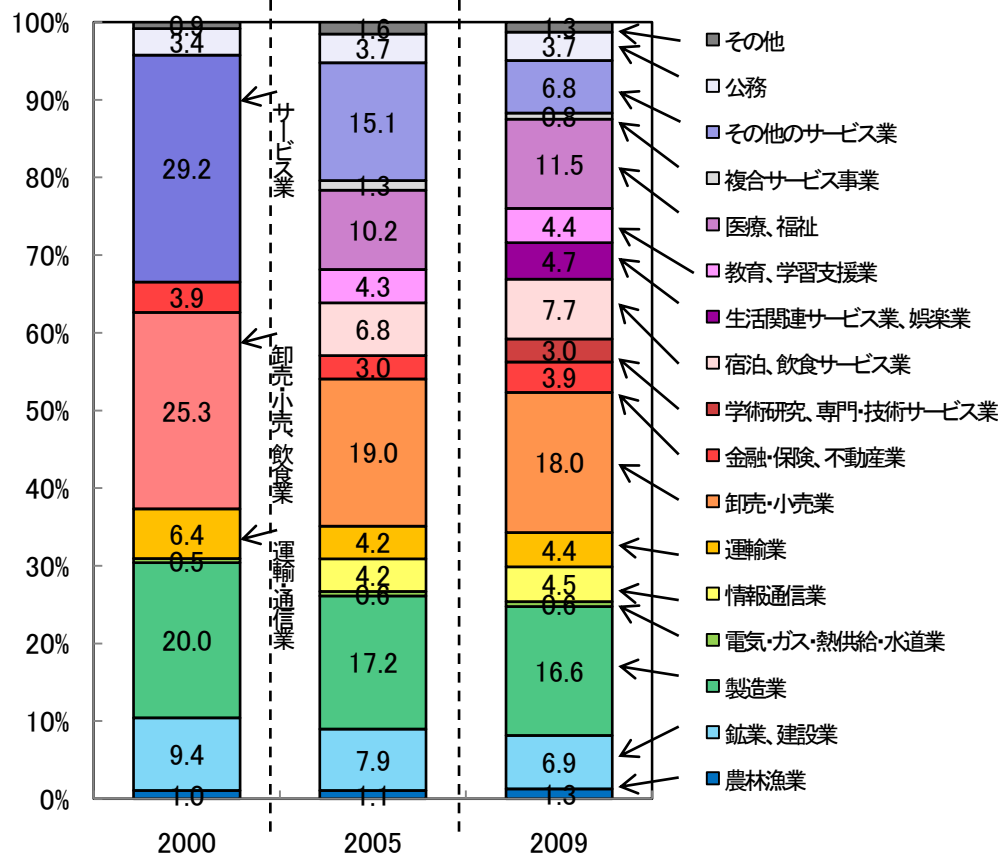 100%
90%
80%
70%
60%
50%
40%
30%
20%
10%
0%
0.9
3.4
29.2
3.9
25.3
6.4
0.5
20.0
9.4
1.0
サービス業
卸売・小売、飲食業
運輸・通信業
1.6
3.7
15.1
1.3
10.2
4.3
6.8
3.0
19.0
4.2
4.2
0.6
17.2
7.9
1.1
1.3
3.7
6.8
0.8
11.5
4.4
4.7
7.7
3.0
3.9
18.0
4.4
4.5
0.6
16.6
6.9
1.3
その他
公務
その他のサービス業
複合サービス事業
医療、福祉
教育、学習支援業
生活関連サービス業、娯楽業
宿泊、飲食サービス業
学術研究、専門・技術サービス業
金融・保険、不動産業
卸売・小売業
運輸業
情報通信業
電気・ガス・熱供給・水道業
製造業
鉱業、建設業
農林漁業
2000
2005
2009